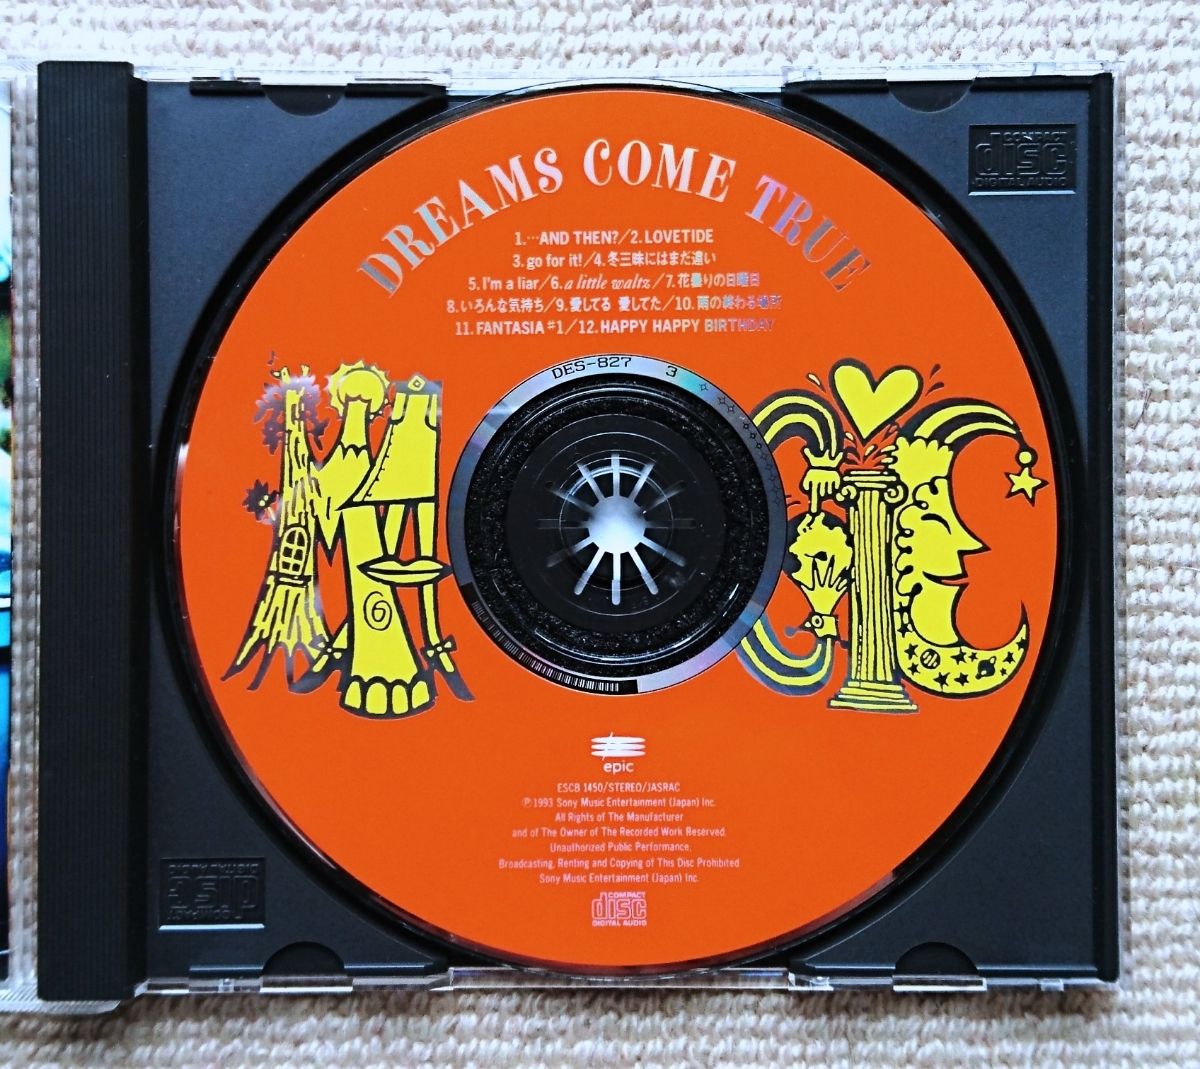 DREAMS COME TRUE
1.…AND THEN?/2.LOVETIDE
3.go for it!/4.冬三昧にはまだ遠い
5.I'm a liar/6.a little waltz/7.花曇りの日曜日
8.いろんな気持ち/9.愛してる 愛してた/10.雨の終わる場所
11.FANTASIA #1/12.HAPPY HAPPY BIRTHDAY
DES-827 3
MAGIC
epic
ESCB 1450/STEREO/JASRAC
Ⓟ1993 Sony Music Entertainment (Japan) Inc.
All Rights of The Manufacturer
and of The Owner of The Recorded Work Reserved.
Unauthorized Public Performance,
Broadcasting, Renting and Copying of This Disc Prohibited
Sony Music Entertainment (Japan) Inc.
COMPACT
disc
DIGITAL AUDIO
COMPACT
disc
DIGITAL AUDIO
COMPACT
disc
DIGITAL AUDIO